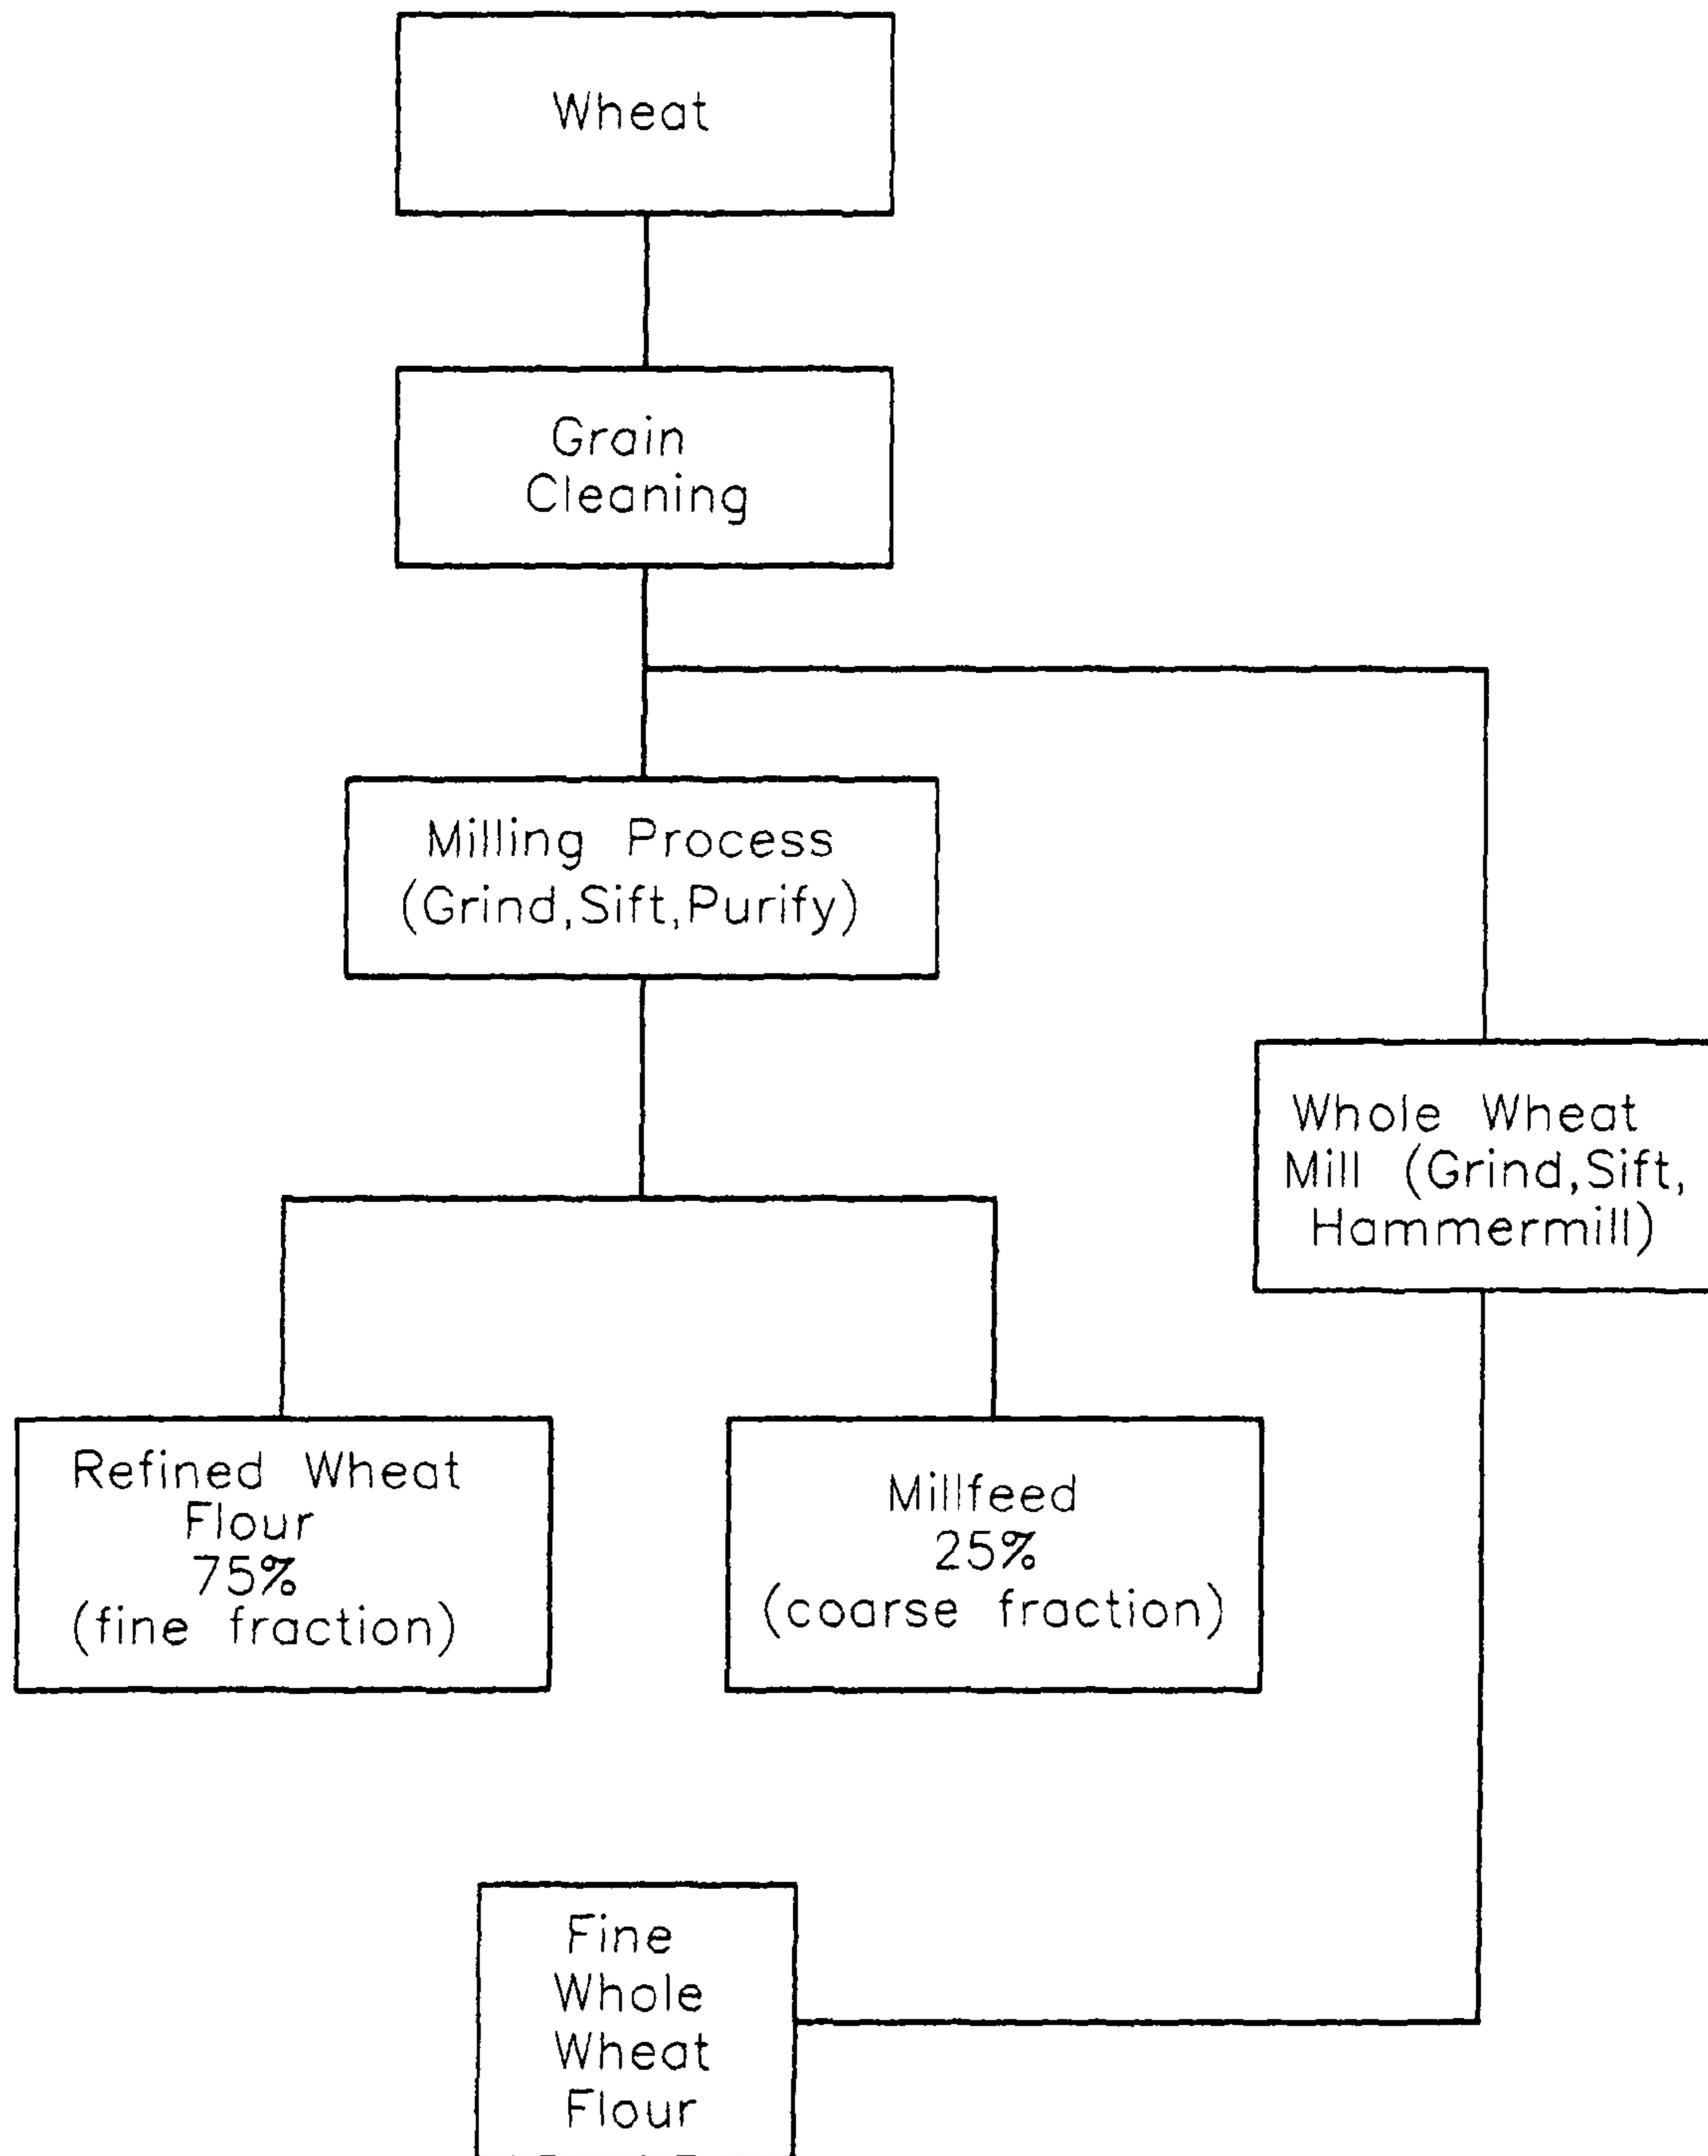 Wheat
Grain
Cleaning
Milling Process
(Grind,Sift,Purify)
Whole Wheat
Mill (Grind,Sift,
Hammermill)
Refined Wheat
Flour
75%
(fine fraction)
Millfeed
25%
(coarse fraction)
Fine
Whole
Wheat
Flour